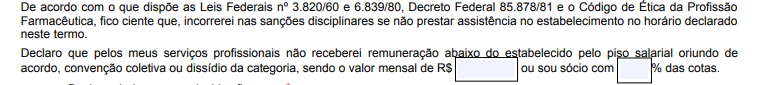 De acordo com o que dispõe as Leis Federais nº 3.820/60 e 6.839/80, Decreto Federal 85.878/81 e o Código de Ética da Profissão
Farmacêutica, fico ciente que, incorrerei nas sanções disciplinares se não prestar assistência no estabelecimento no horário declarado
neste termo.
Declaro que pelos meus serviços profissionais não receberei remuneração abaixo do estabelecido pelo piso salarial oriundo de
acordo, convenção coletiva ou dissídio da categoria, sendo o valor mensal de R$ ou sou sócio com % das cotas.